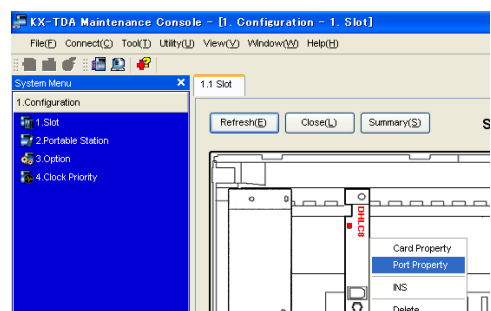 KX-TDA Maintenance Console - [1. Configuration - 1. Slot]
File(F) Connect(C) Tool(T) Utility(U) View(V) Window(W) Help(H)
System Menu X
1.1 Slot
1.Configuration
1.Slot
2.Portable Station
3.Option
4.Clock Priority
Refresh(E) Close(L) Summary(S) S
DHLC8
Card Property
Port Property
INS
Delete